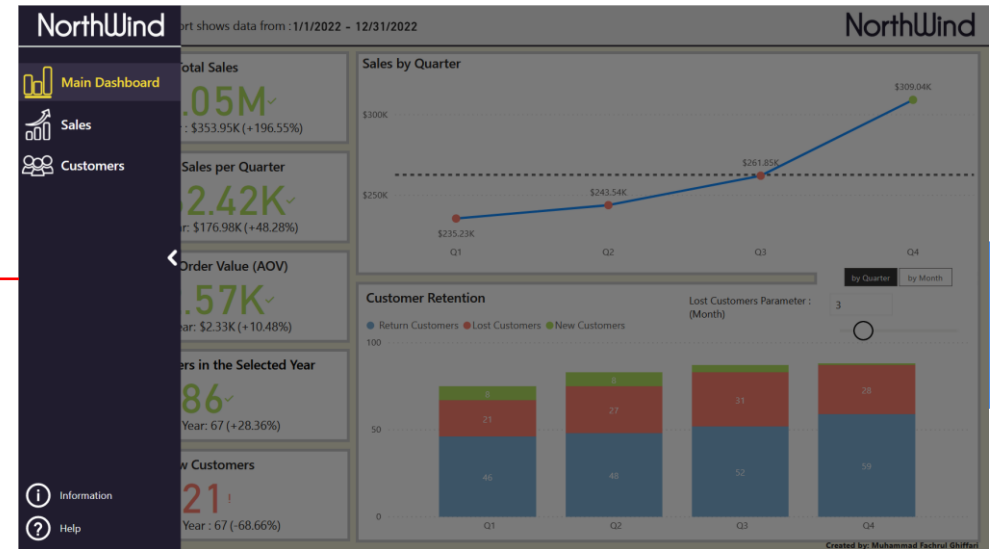 NorthWind
ort shows data from : 1/1/2022 - 12/31/2022
NorthWind
Main Dashboard
Sales
Customers
Information
Help
otal Sales
.05M
: $353.95K (+196.55%)
Sales per Quarter
2.42K
r: $176.98K (+48.28%)
Order Value (AOV)
.57K
ar: $2.33K (+10.48%)
ers in the Selected Year
86
Year: 67 (+28.36%)
w Customers
21 !
Year : 67 (-68.66%)
Sales by Quarter
$309.04K
$300K
$261.85K
$250K
$243.54K
$235.23K
Q1 Q2 Q3 Q4
by Quarter by Month
Customer Retention
Lost Customers Parameter :
(Month)
3
Return Customers Lost Customers New Customers
100
8 8
21 27 31 28
50
46 48 52 59
0
Q1 Q2 Q3 Q4
Created by: Muhammad Fachrul Ghiffari